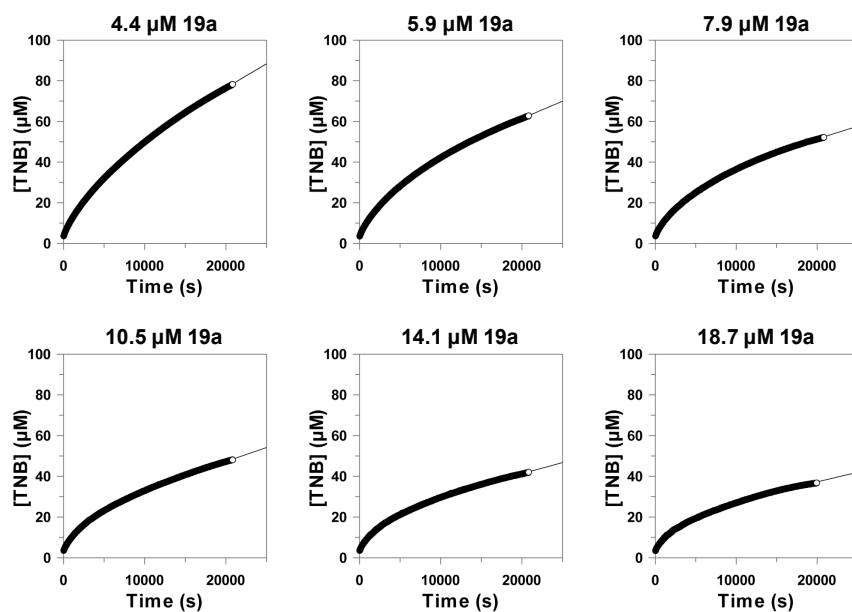 4.4 µM 19a
100
80
60
40
20
0
[TNB] (µM)
0 10000 20000
Time (s)
5.9 µM 19a
100
80
60
40
20
0
[TNB] (µM)
0 10000 20000
Time (s)
7.9 µM 19a
100
80
60
40
20
0
[TNB] (µM)
0 10000 20000
Time (s)
10.5 µM 19a
100
80
60
40
20
0
[TNB] (µM)
0 10000 20000
Time (s)
14.1 µM 19a
100
80
60
40
20
0
[TNB] (µM)
0 10000 20000
Time (s)
18.7 µM 19a
100
80
60
40
20
0
[TNB] (µM)
0 10000 20000
Time (s)